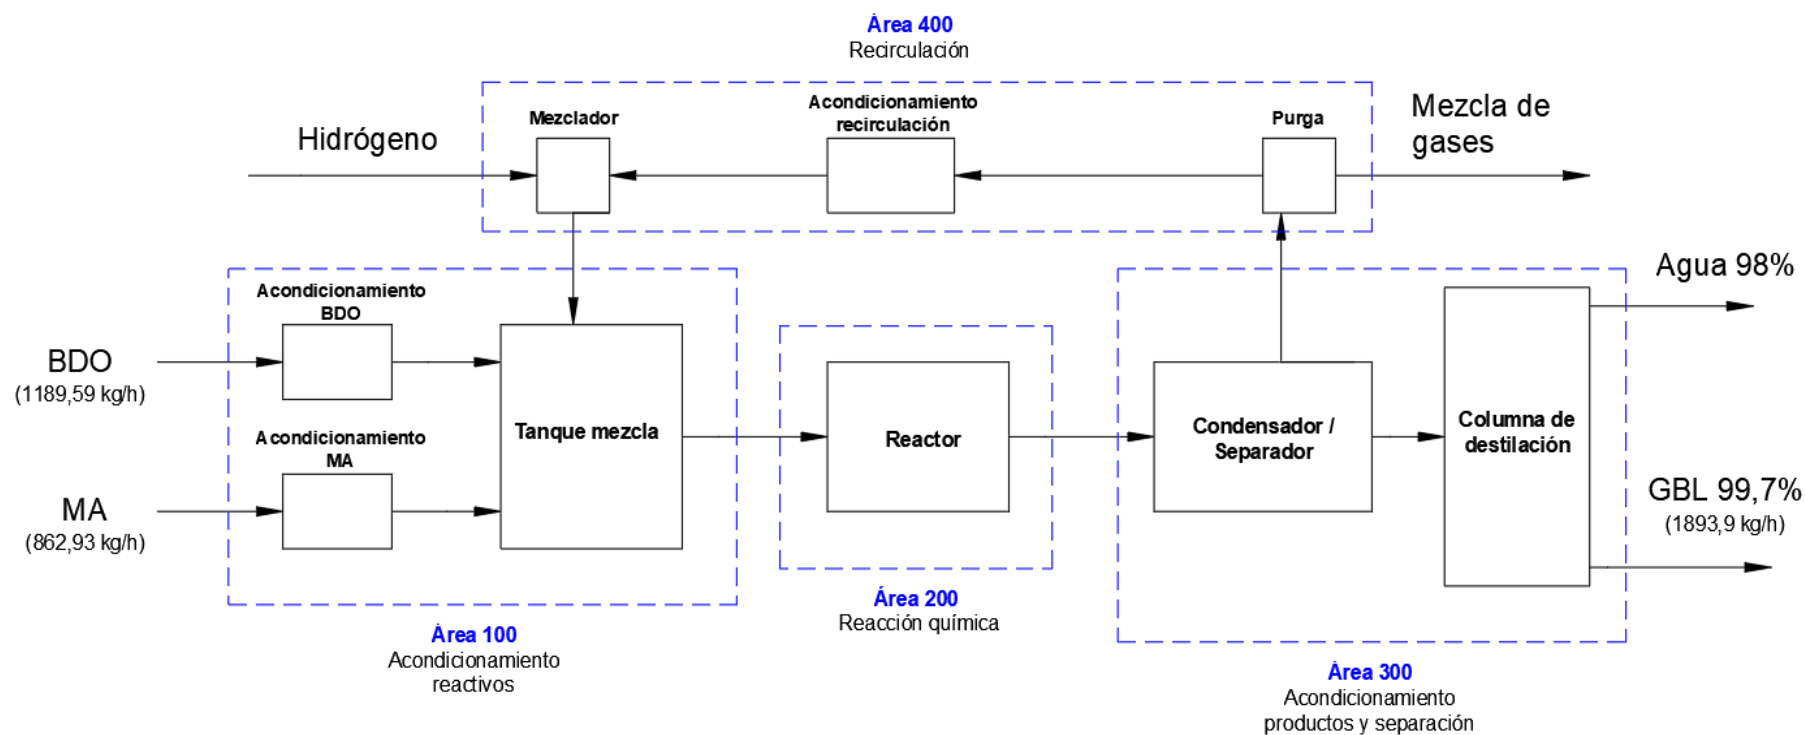 Área 400
Recirculación
Mezclador
Acondicionamiento
recirculación
Purga
Hidrógeno
Mezcla de
gases
Acondicionamiento
BDO
BDO
(1189,59 kg/h)
Acondicionamiento
MA
MA
(862,93 kg/h)
Tanque mezcla
Reactor
Condensador /
Separador
Columna de
destilación
Agua 98%
GBL 99,7%
(1893,9 kg/h)
Área 100
Acondicionamiento
reactivos
Área 200
Reacción química
Área 300
Acondicionamiento
productos y separación